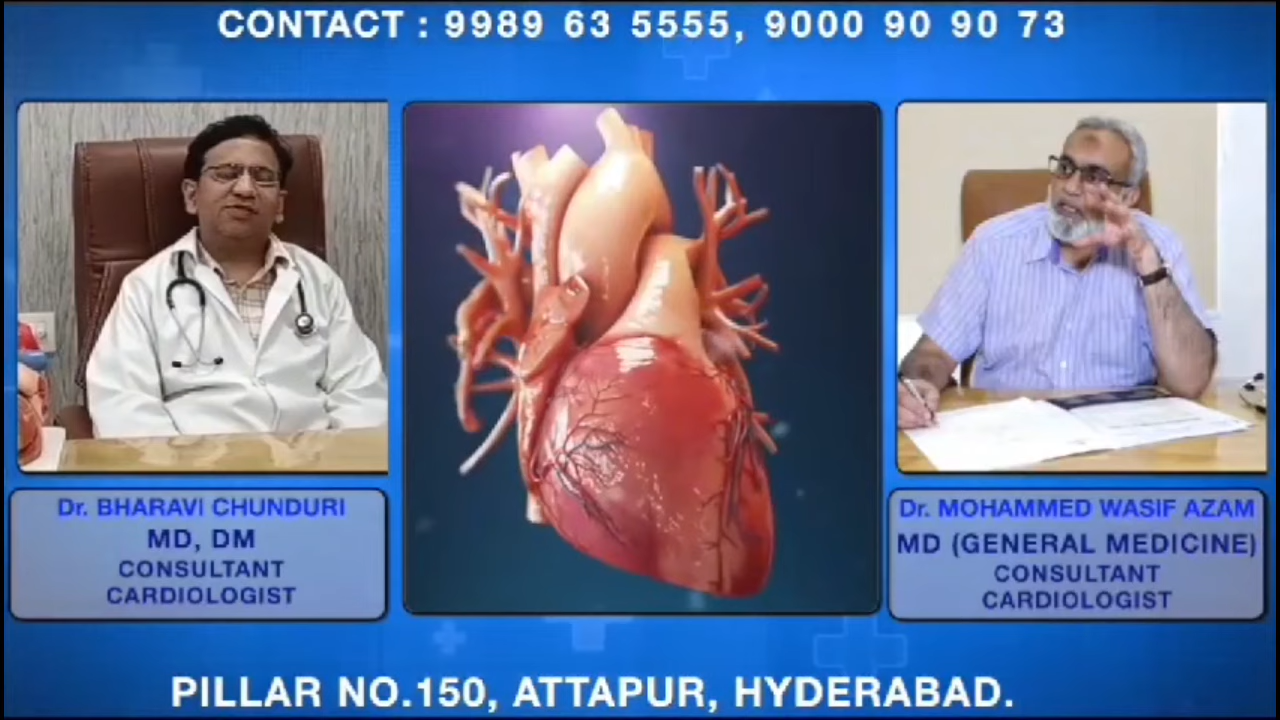 CONTACT : 9989 63 5555, 9000 90 90 73
Dr. BHARAVI CHUNDURI
MD, DM
CONSULTANT
CARDIOLOGIST
Dr. MOHAMMED WASIF AZAM
MD (GENERAL MEDICINE)
CONSULTANT
CARDIOLOGIST
PILLAR NO.150, ATTAPUR, HYDERABAD.